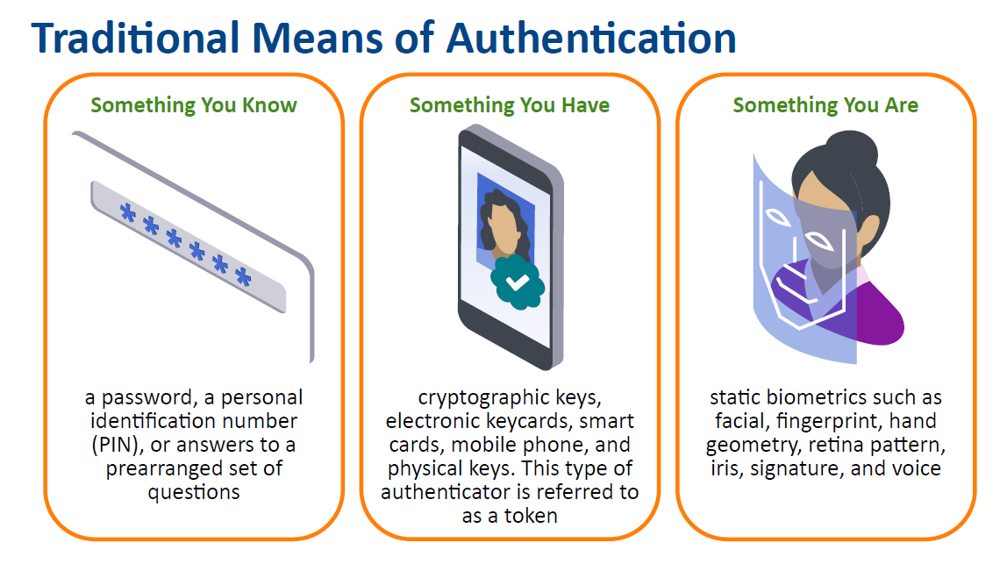 Traditional Means of Authentication
Something You Know
******
a password, a personal
identification number
(PIN), or answers to a
prearranged set of
questions
Something You Have
cryptographic keys,
electronic keycards, smart
cards, mobile phone, and
physical keys. This type of
authenticator is referred to
as a token
Something You Are
static biometrics such as
facial, fingerprint, hand
geometry, retina pattern,
iris, signature, and voice